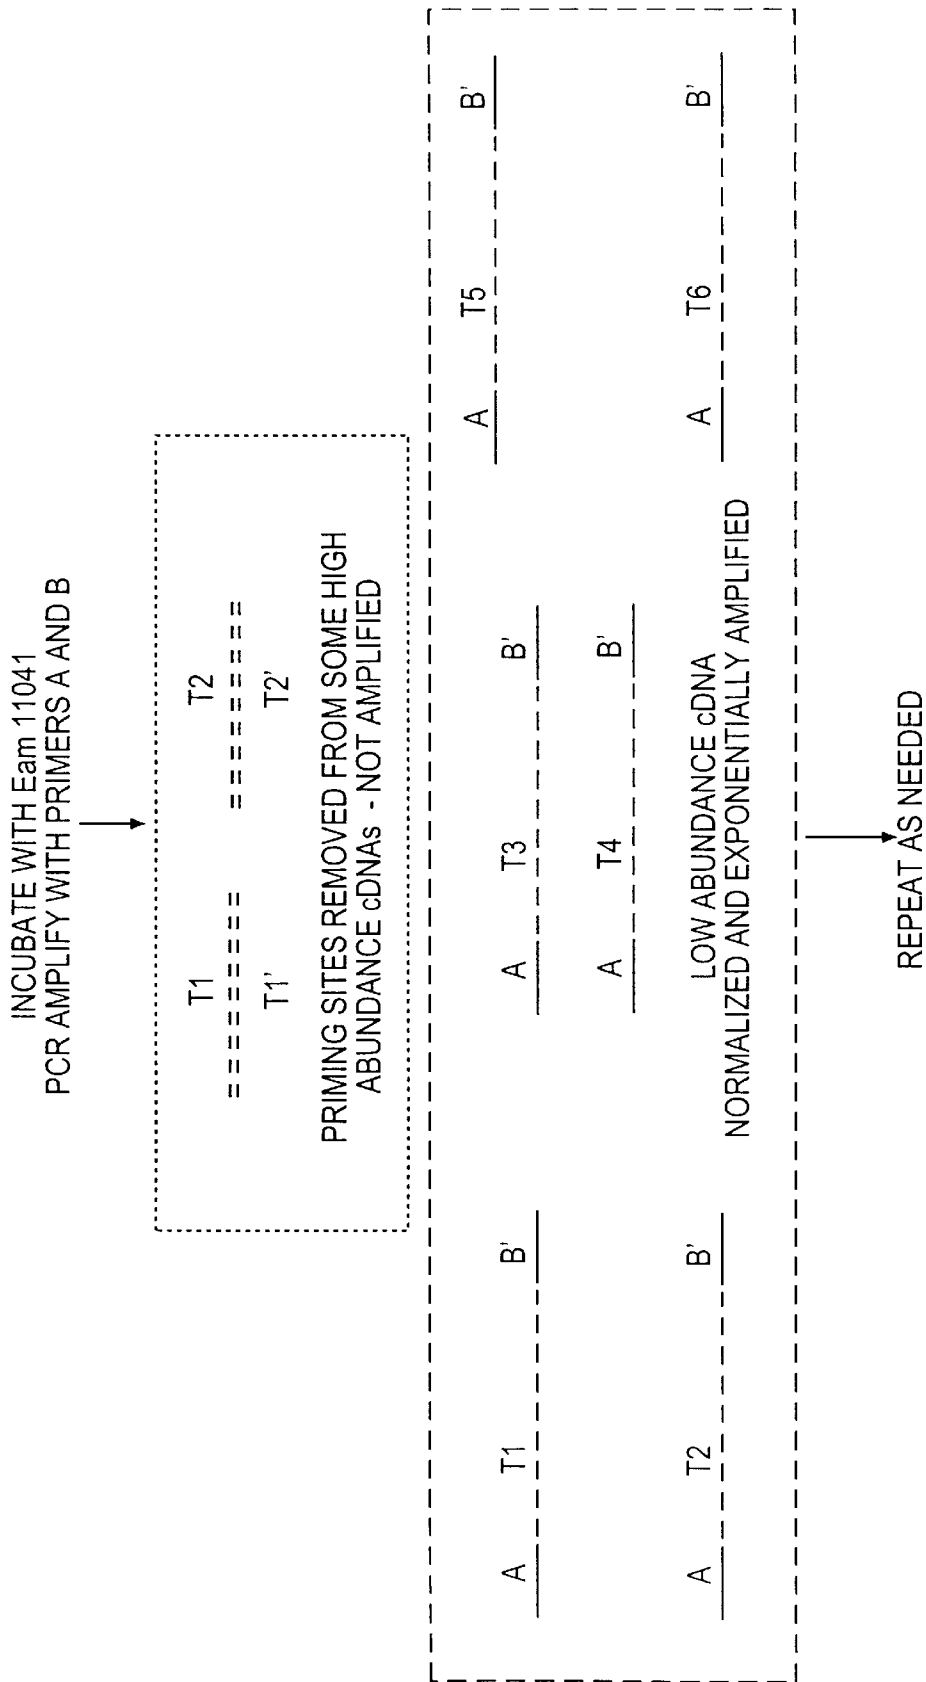 INCUBATE WITH Eam 11041
PCR AMPLIFY WITH PRIMERS A AND B
T1 T2
T1' T2'
PRIMING SITES REMOVED FROM SOME HIGH
ABUNDANCE cDNAs - NOT AMPLIFIED
A T1 B'
A T2 B'
A T3 B'
A T4 B'
LOW ABUNDANCE cDNA
NORMALIZED AND EXPONENTIALLY AMPLIFIED
A T5 B'
A T6 B'
REPEAT AS NEEDED